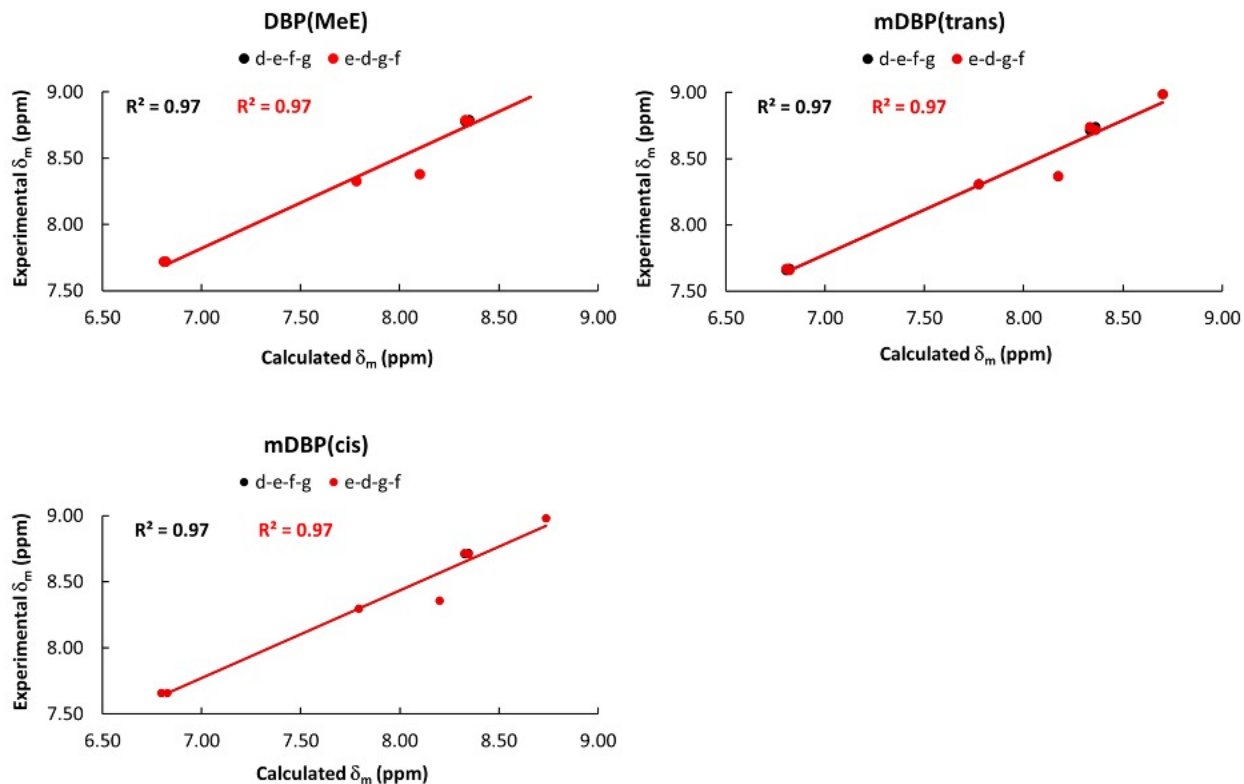 DBP(MeE)
d-e-f-g e-d-g-f
R² = 0.97 R² = 0.97
Experimental δm (ppm)
9.00
8.50
8.00
7.50
6.50 7.00 7.50 8.00 8.50 9.00
Calculated δm (ppm)
mDBP(trans)
d-e-f-g e-d-g-f
R² = 0.97 R² = 0.97
Experimental δm (ppm)
9.00
8.50
8.00
7.50
6.50 7.00 7.50 8.00 8.50 9.00
Calculated δm (ppm)
mDBP(cis)
d-e-f-g e-d-g-f
R² = 0.97 R² = 0.97
Experimental δm (ppm)
9.00
8.50
8.00
7.50
6.50 7.00 7.50 8.00 8.50 9.00
Calculated δm (ppm)